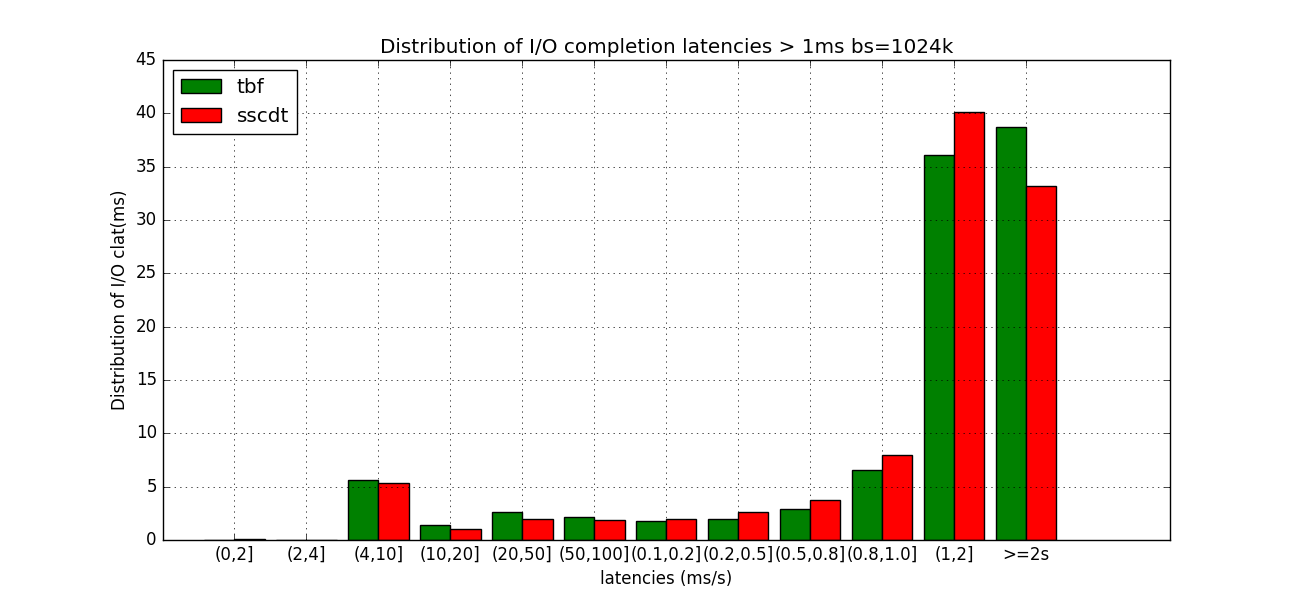 Distribution of I/O completion latencies > 1ms bs=1024k
tbf
sscdt
Distribution of I/O clat(ms)
45
40
35
30
25
20
15
10
5
0
(0,2] (2,4] (4,10] (10,20] (20,50] (50,100] (0.1,0.2] (0.2,0.5] (0.5,0.8] (0.8,1.0] (1,2] >=2s
latencies (ms/s)